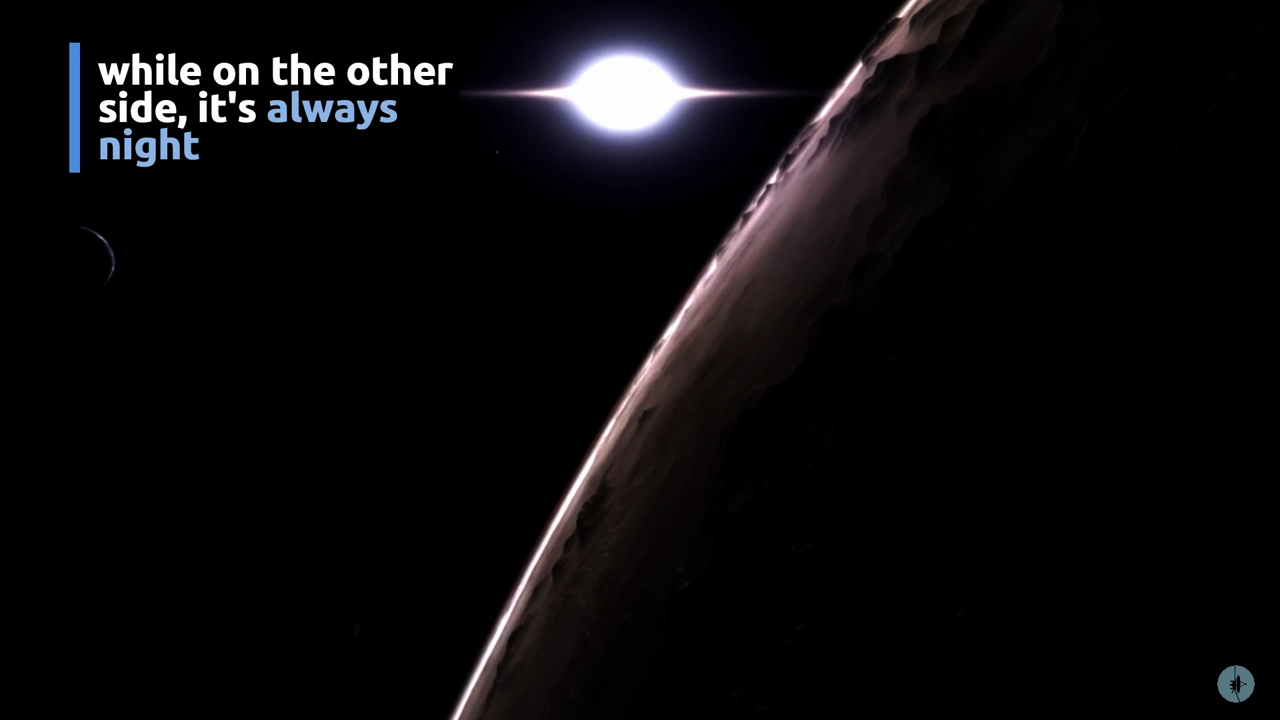 while on the other
side, it's always
night